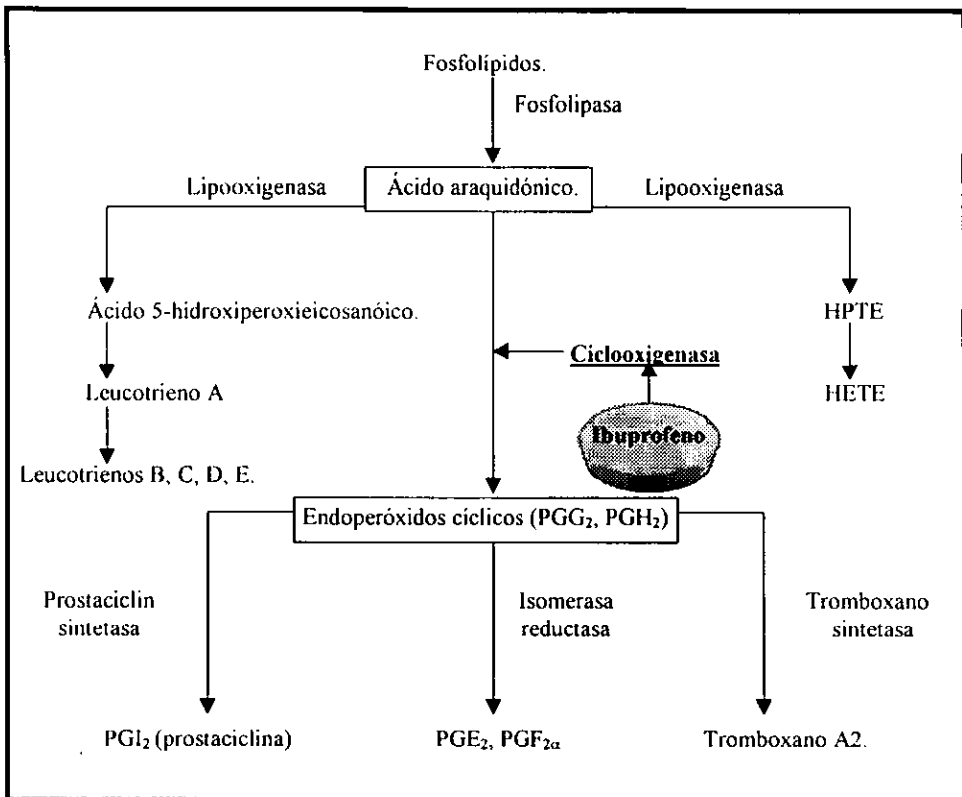 Fosfolípidos.
Fosfolipasa
Lipooxigenasa
Ácido araquidónico.
Lipooxigenasa
Ácido 5-hidroxiperoxieicosanóico.
HPTE
Ciclooxigenasa
Leucotrieno A
HETE
Ibuprofeno
Leucotrienos B, C, D, E.
Endoperóxidos cíclicos (PGG₂, PGH₂)
Prostaciclin
sintetasa
Isomerasa
reductasa
Tromboxano
sintetasa
PGI₂ (prostaciclina)
PGE₂, PGF₂α
Tromboxano A2.